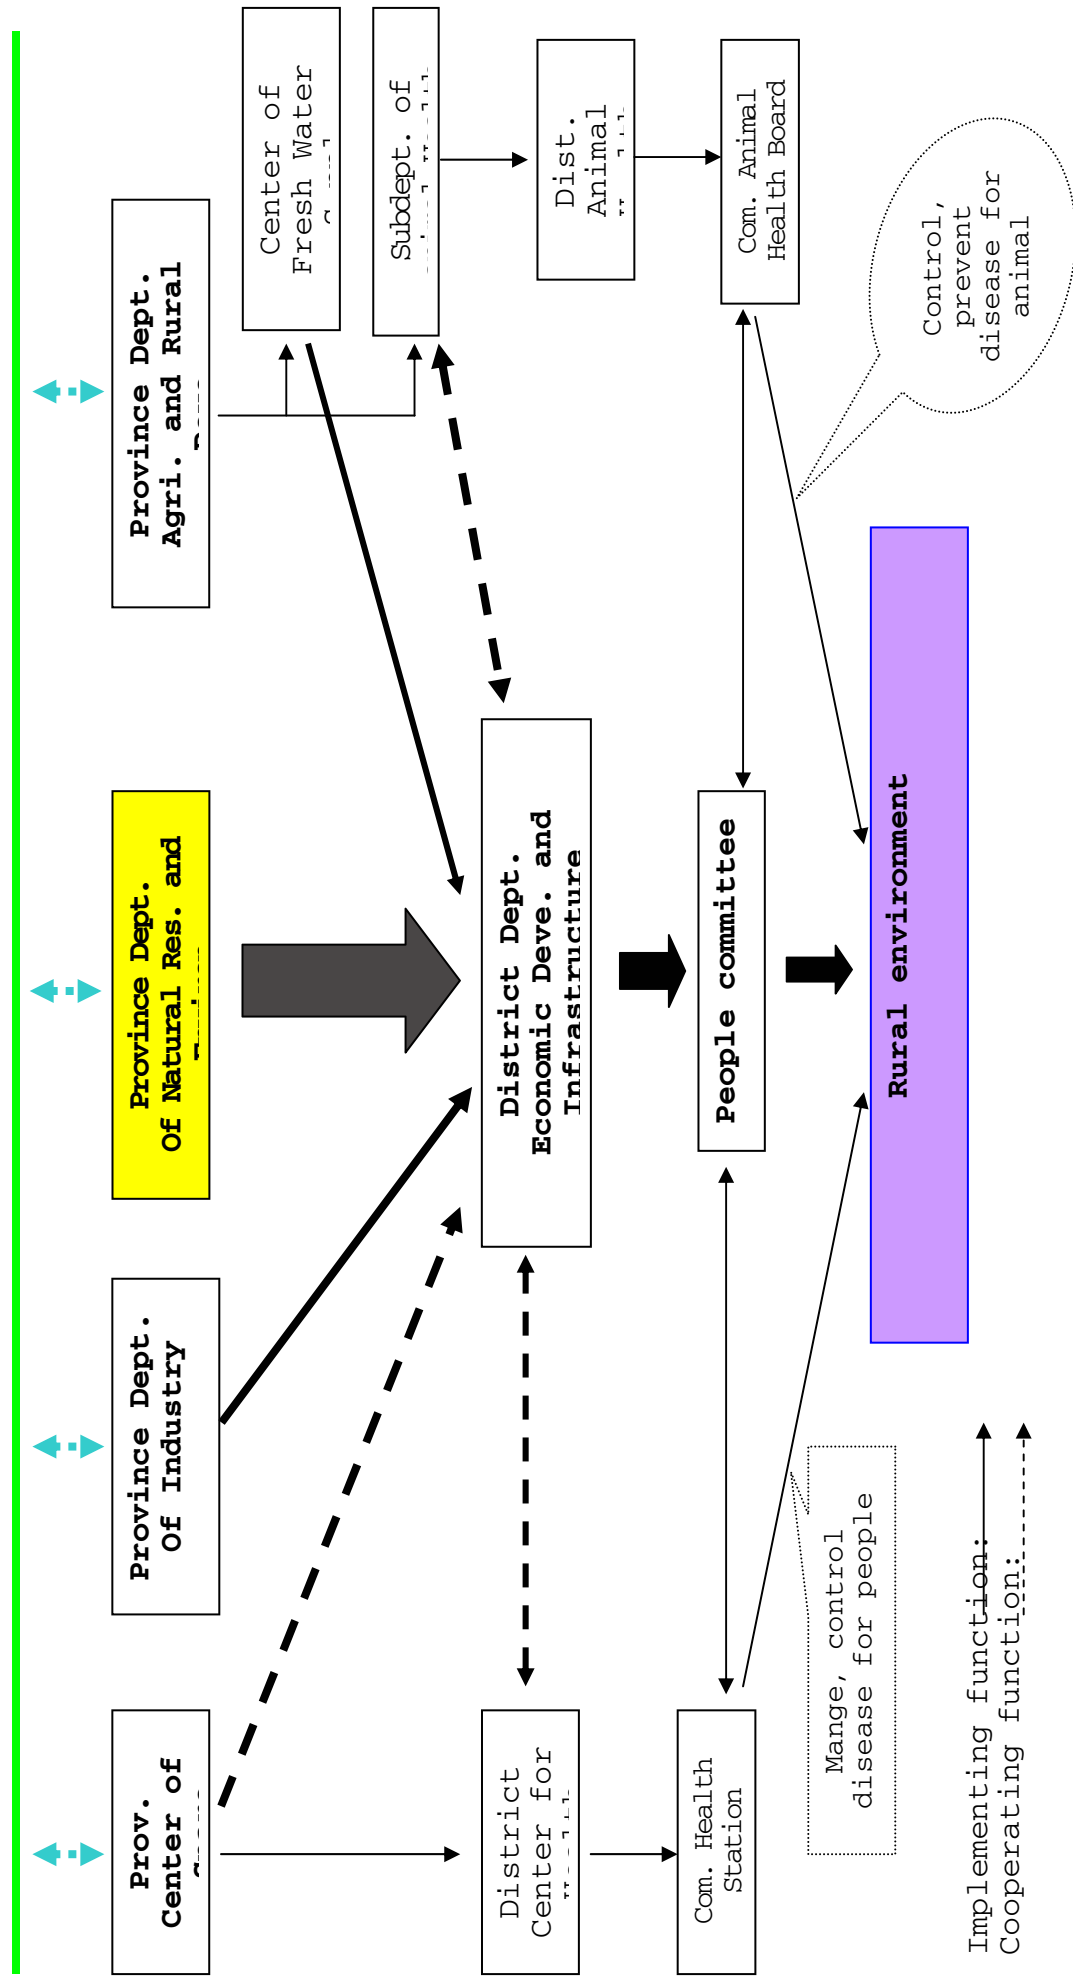 Prov.
Center of
Province Dept.
Of Industry
Province Dept.
Of Natural Res. and
Province Dept.
Agri. and Rural
Center of
Fresh Water
Subdept. of
District
Center for
District Dept.
Economic Deve. and
Infrastructure
Dist.
Animal
Com. Health
Station
People committee
Com. Animal
Health Board
Mange, control
disease for people
Control,
prevent
disease for
animal
Rural environment
Implementing function:
Cooperating function: